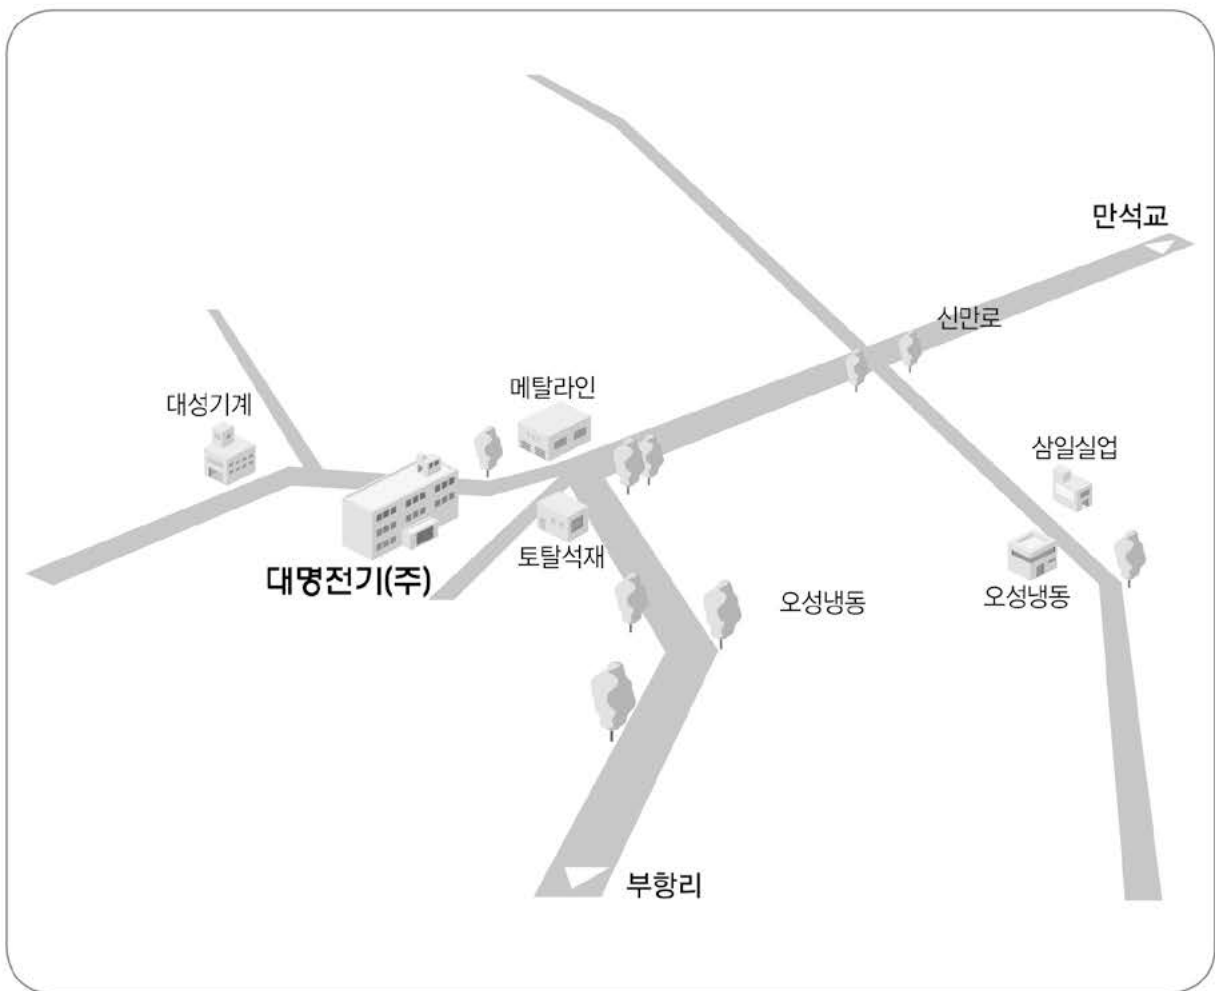 만석교
신만로
메탈라인
대성기계
삼일실업
토탈석재
대명전기(주)
오성냉동
오성냉동
부항리